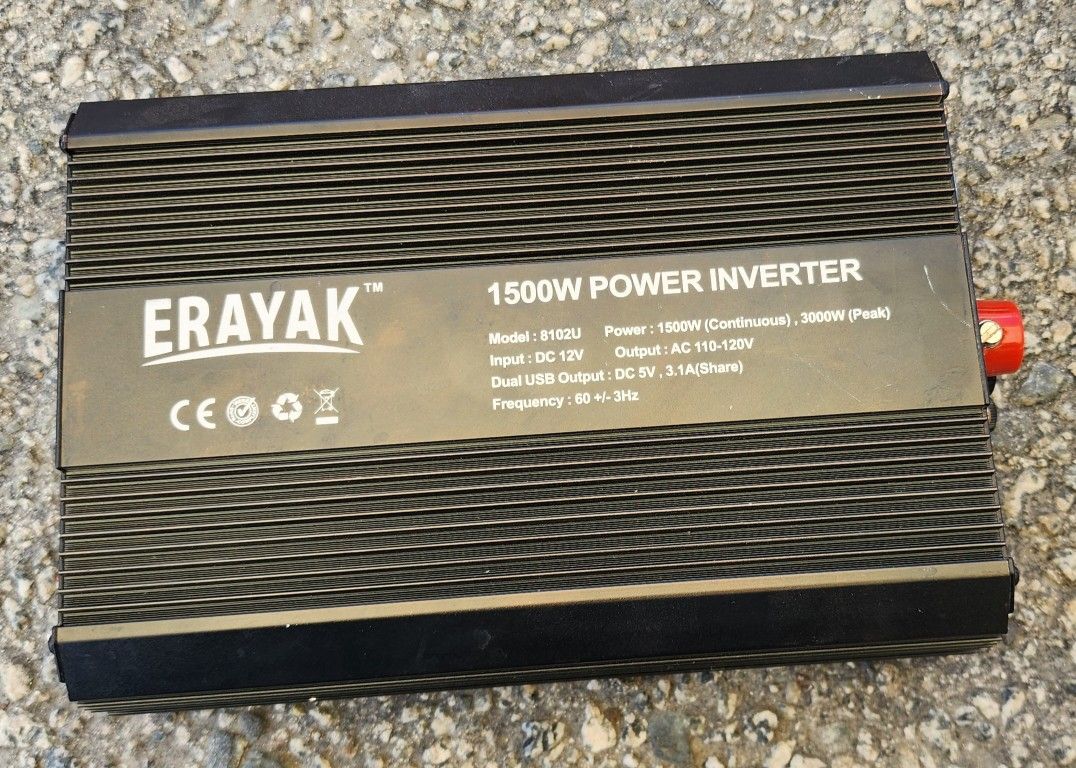 ERAYAK™
CE
1500W POWER INVERTER
Model : 8102U Power : 1500W (Continuous) , 3000W (Peak)
Input : DC 12V Output : AC 110-120V
Dual USB Output : DC 5V , 3.1A(Share)
Frequency : 60 +/- 3Hz